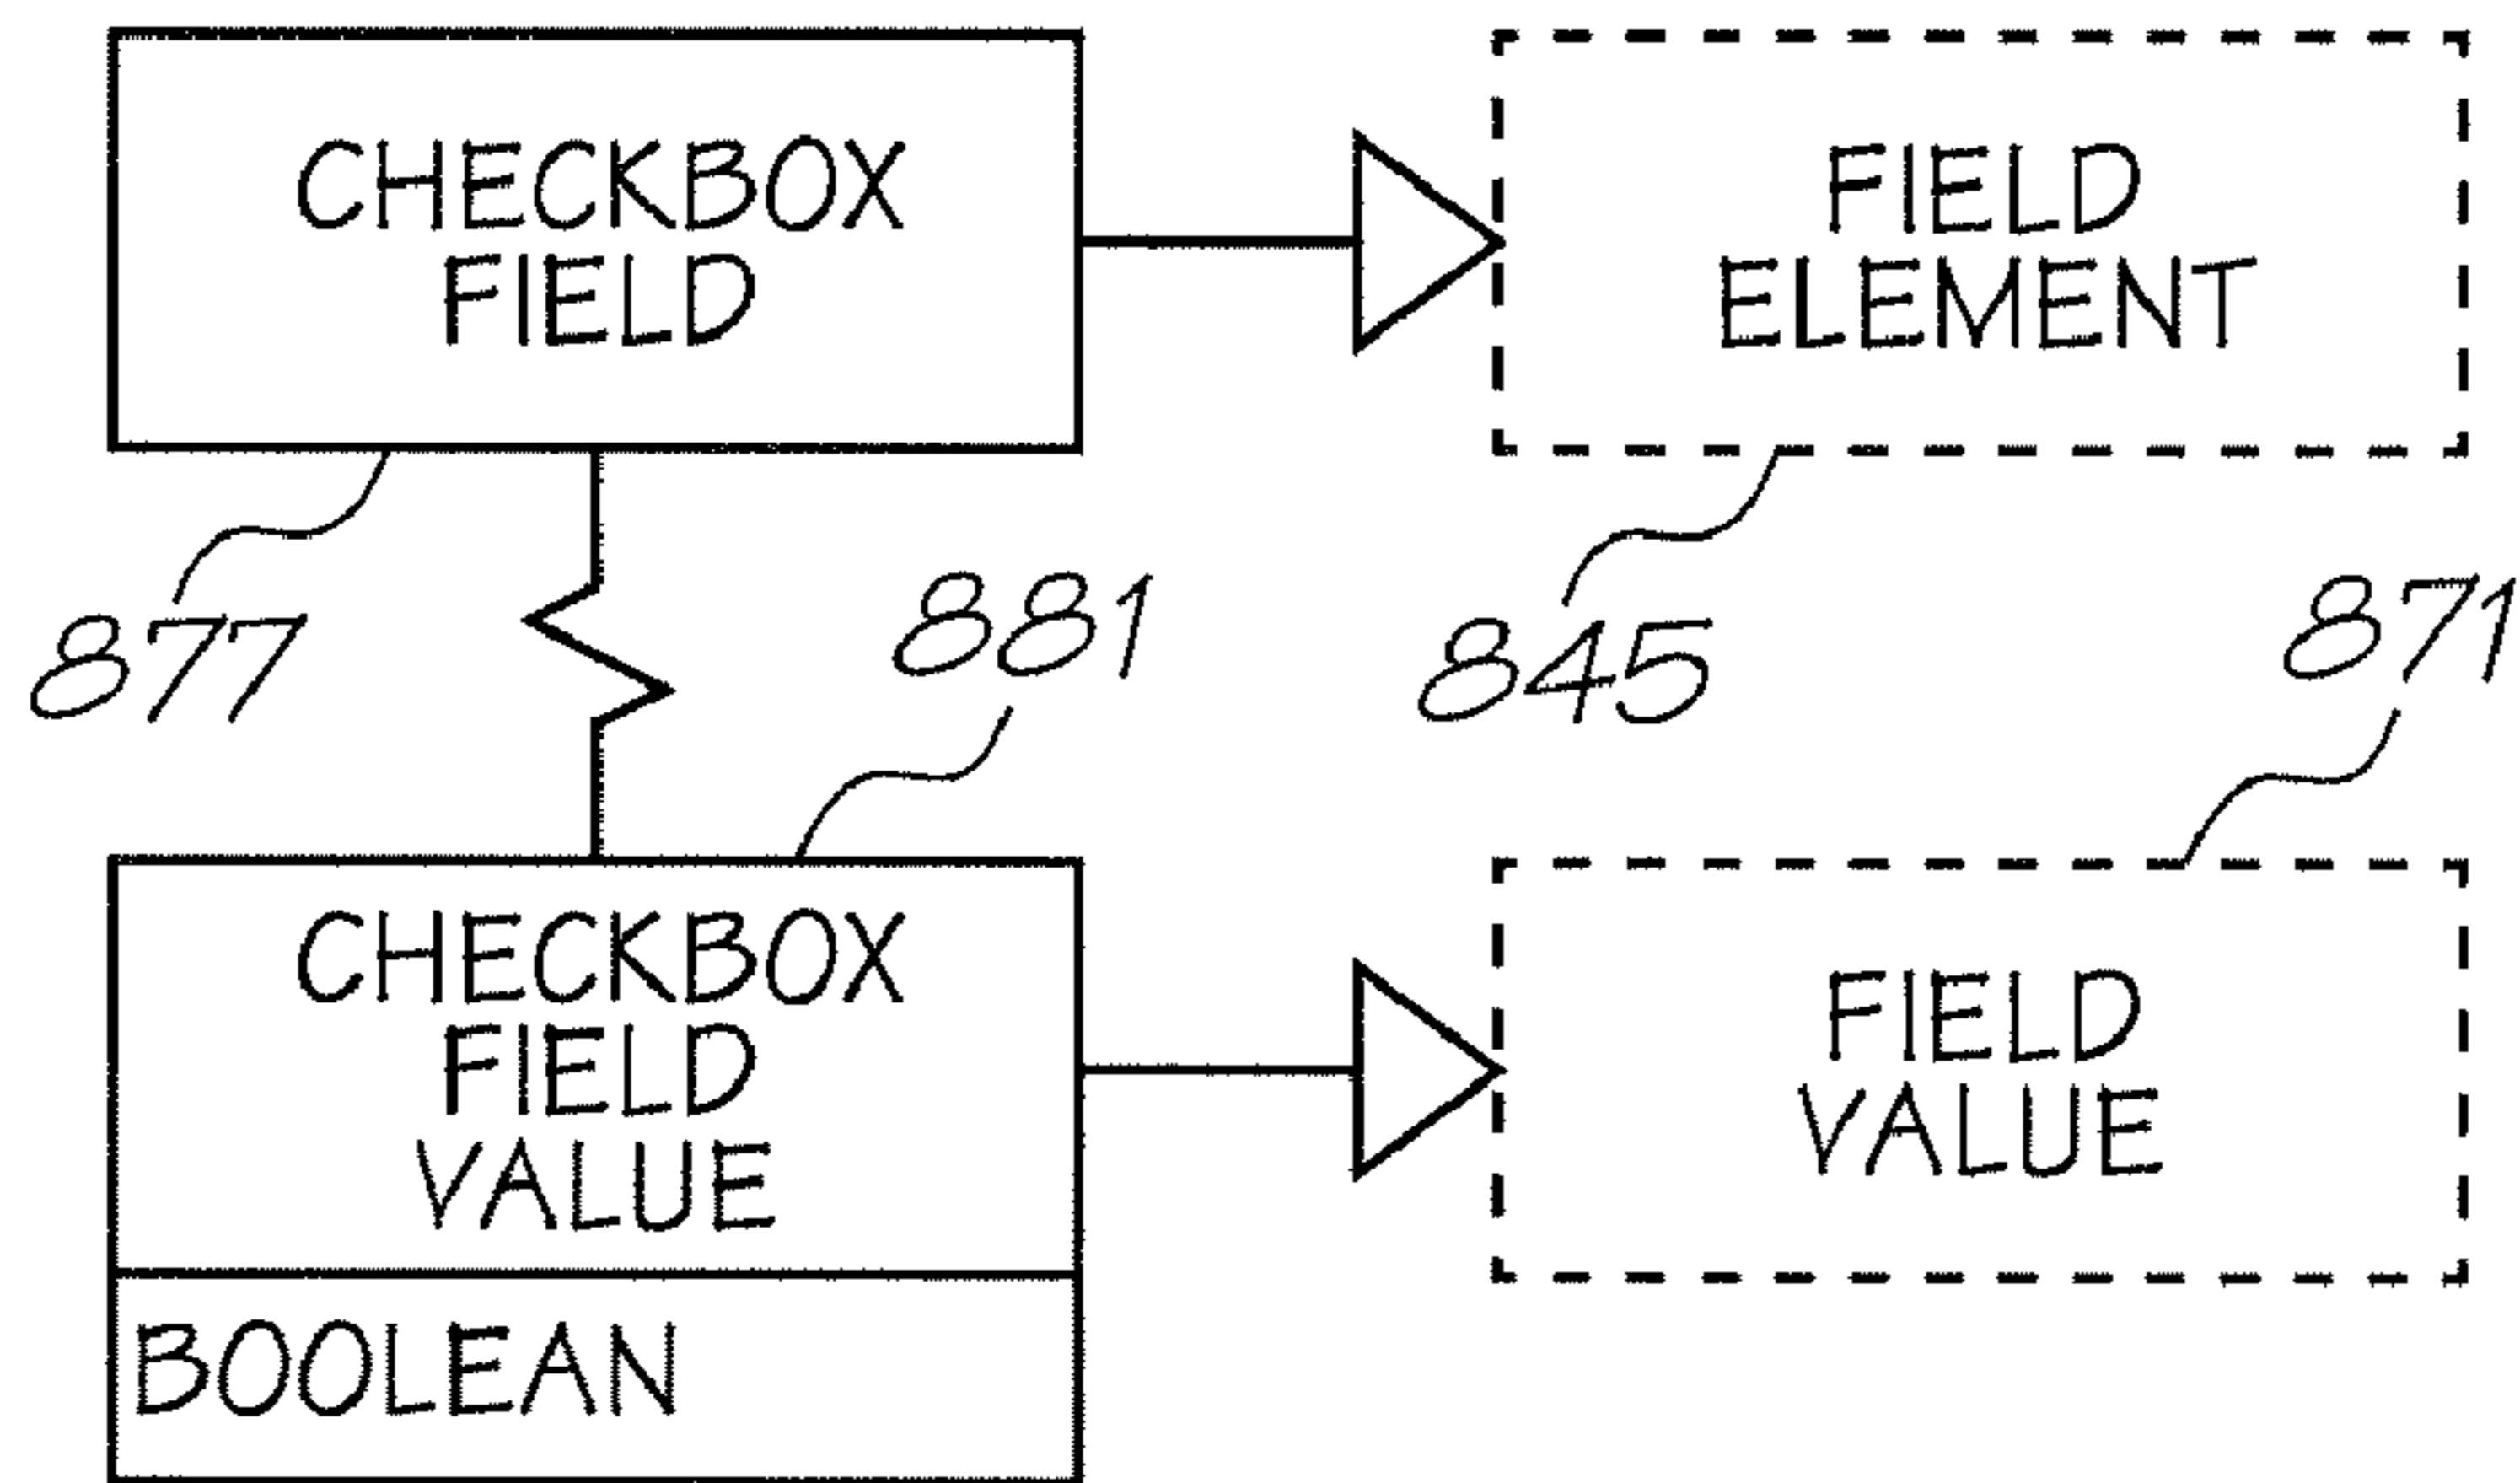 CHECKBOX
FIELD
FIELD
ELEMENT
877
881
845
871
CHECKBOX
FIELD
VALUE
FIELD
VALUE
BOOLEAN